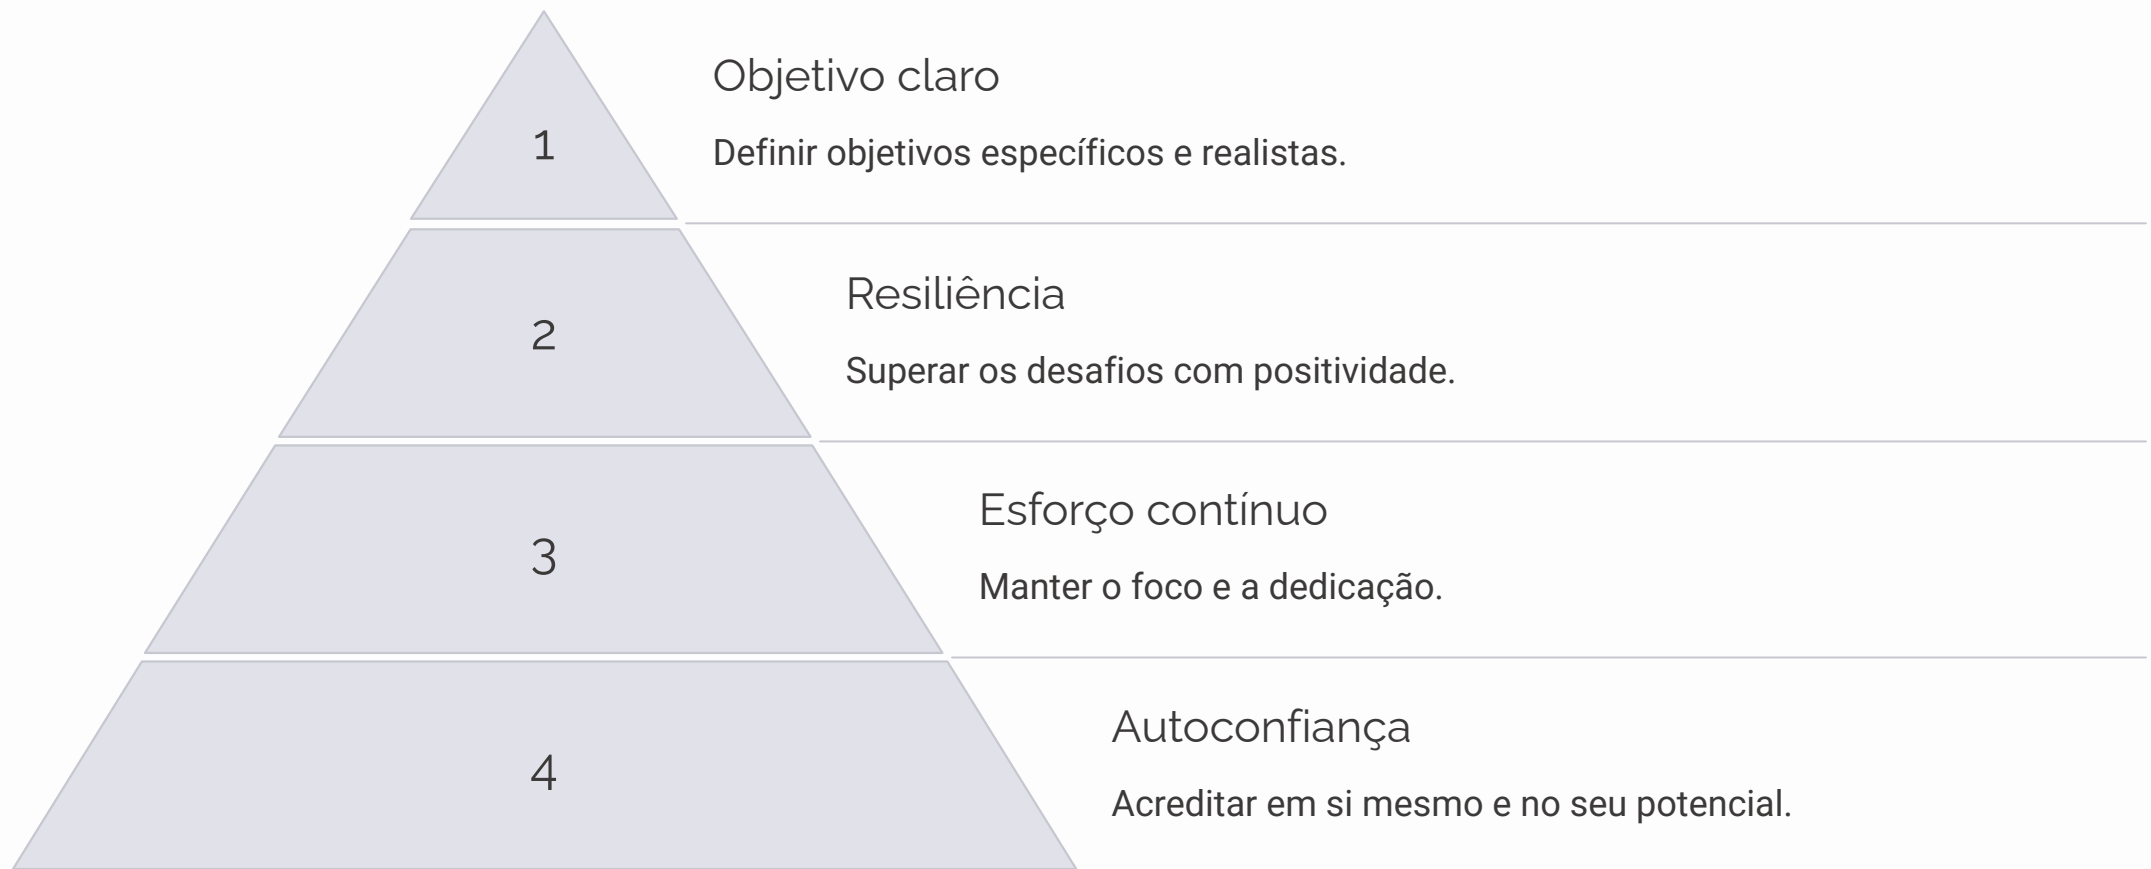 1
Objetivo claro
Definir objetivos específicos e realistas.
2
Resiliência
Superar os desafios com positividade.
3
Esforço contínuo
Manter o foco e a dedicação.
4
Autoconfiança
Acreditar em si mesmo e no seu potencial.